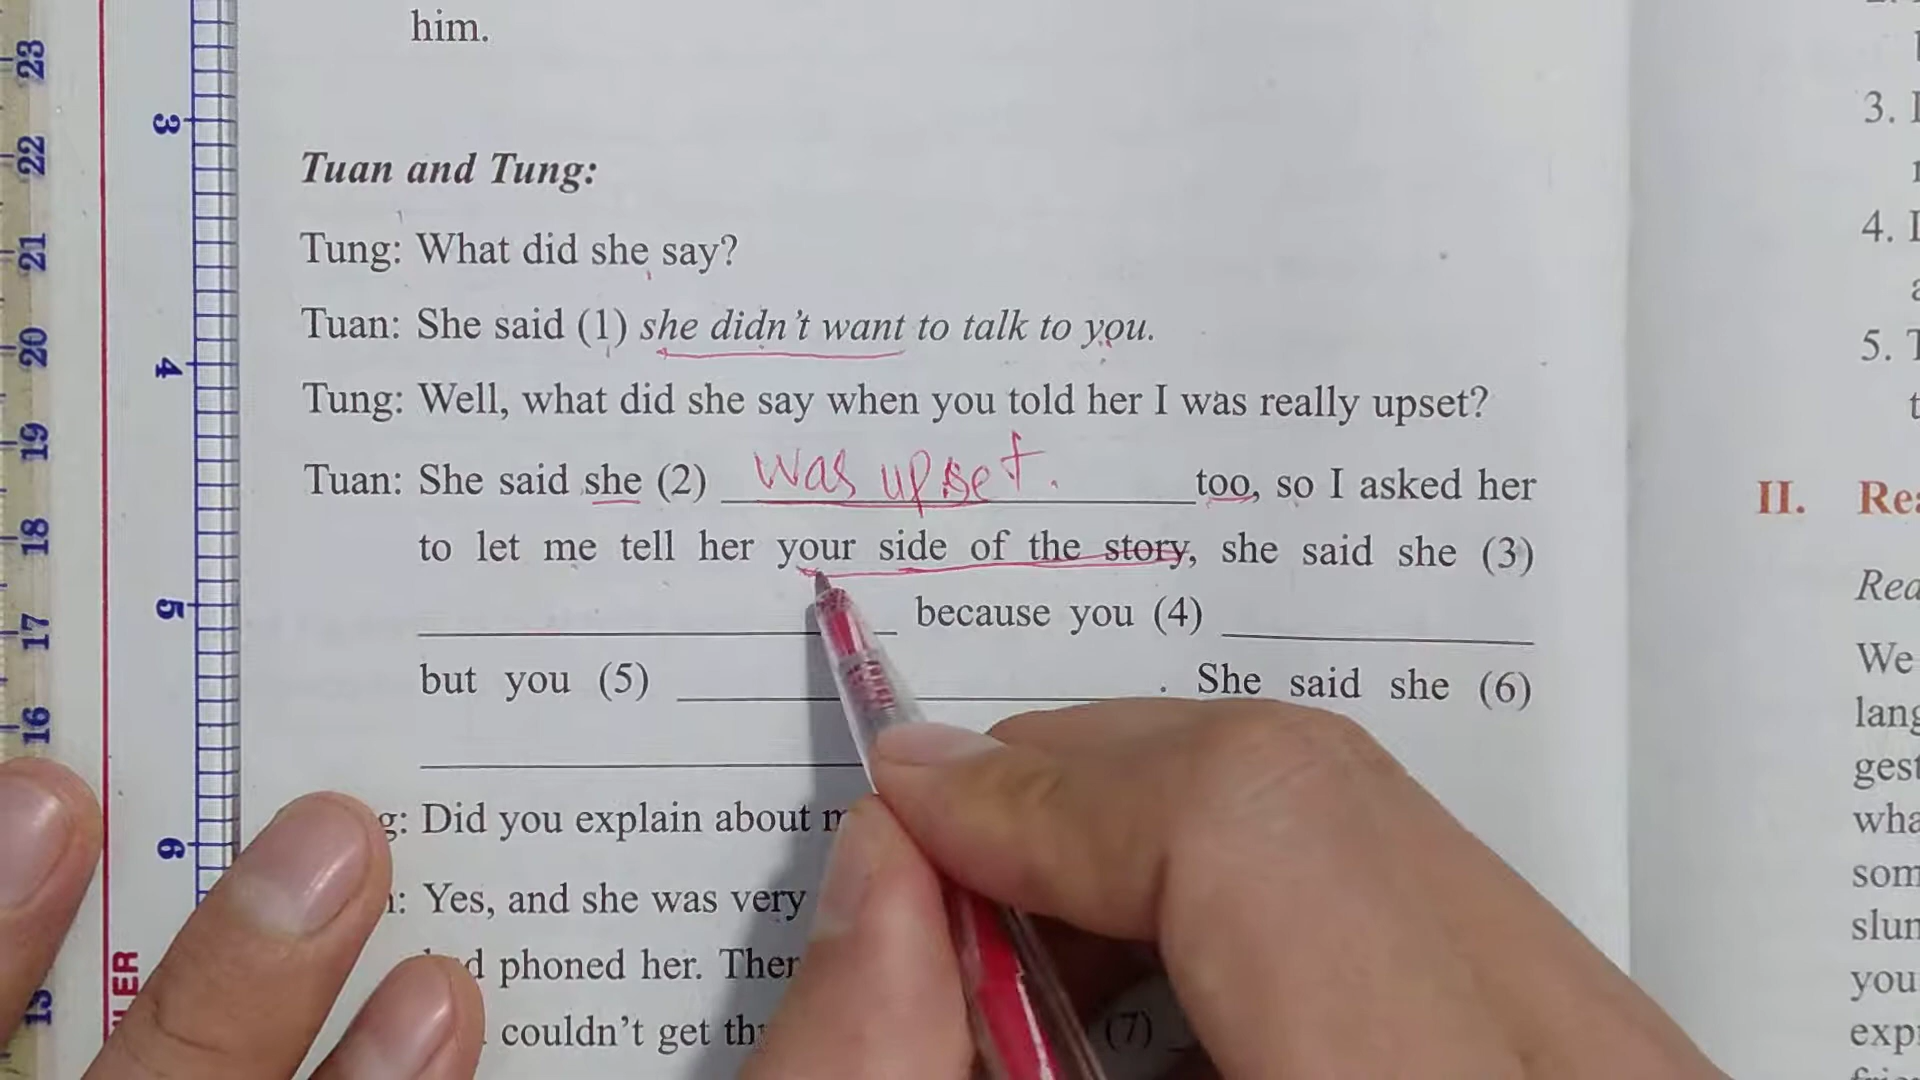 him.
Tuan and Tung:
Tung: What did she say?
Tuan: She said (1) she didn't want to talk to you.
Tung: Well, what did she say when you told her I was really upset?
Tuan: She said she (2) was upset. too, so I asked her
to let me tell her your side of the story, she said she (3)
because you (4)
but you (5) . She said she (6)
g: Did you explain about
: Yes, and she was very
phoned her. Ther
couldn't get (7)
3.
4.
5.
II.
We
3
4
5
6
23
22
21
20
19
18
17
16
15